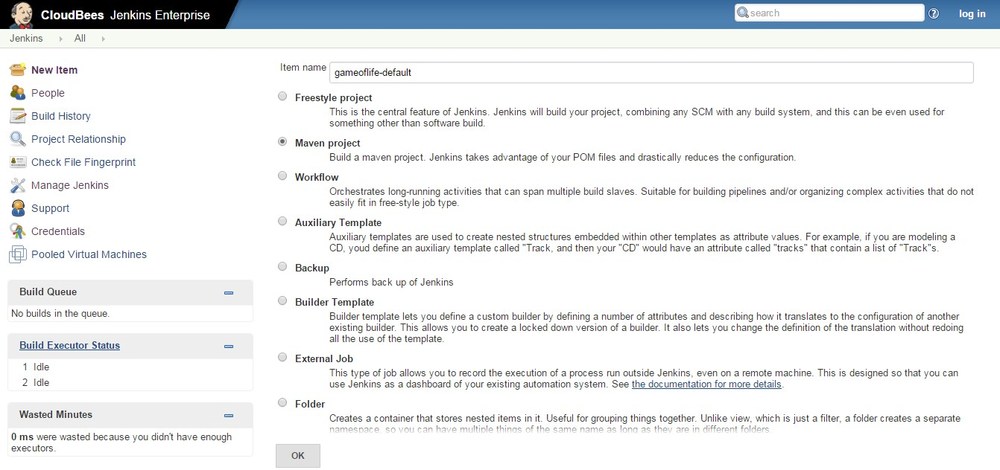 CloudBees Jenkins Enterprise
search
log in
Jenkins
All
New Item
People
Build History
Project Relationship
Check File Fingerprint
Manage Jenkins
Support
Credentials
Pooled Virtual Machines
Build Queue
No builds in the queue.
Build Executor Status
1 Idle
2 Idle
Wasted Minutes
0 ms were wasted because you didn't have enough
executors.
Item name
gameoflife-default
Freestyle project
This is the central feature of Jenkins. Jenkins will build your project, combining any SCM with any build system, and this can be even used for
something other than software build.
Maven project
Build a maven project. Jenkins takes advantage of your POM files and drastically reduces the configuration.
Workflow
Orchestrates long-running activities that can span multiple build slaves. Suitable for building pipelines and/or organizing complex activities that do not
easily fit in free-style job type.
Auxiliary Template
Auxiliary templates are used to create nested structures embedded within other templates as attribute values. For example, if you are modeling a
CD, youd define an auxiliary template called "Track, and then your "CD" would have an attribute called "tracks" that contain a list of "Track"s.
Backup
Performs back up of Jenkins
Builder Template
Builder template lets you define a custom builder by defining a number of attributes and describing how it translates to the configuration of another
existing builder. This allows you to create a locked down version of a builder. It also lets you change the definition of the translation without redoing
all the use of the template.
External Job
This type of job allows you to record the execution of a process run outside Jenkins, even on a remote machine. This is designed so that you can
use Jenkins as a dashboard of your existing automation system. See the documentation for more details.
Folder
Creates a container that stores nested items in it. Useful for grouping things together. Unlike view, which is just a filter, a folder creates a separate
namespace, so you can have multiple things of the same name as long as they are in different folders.
OK